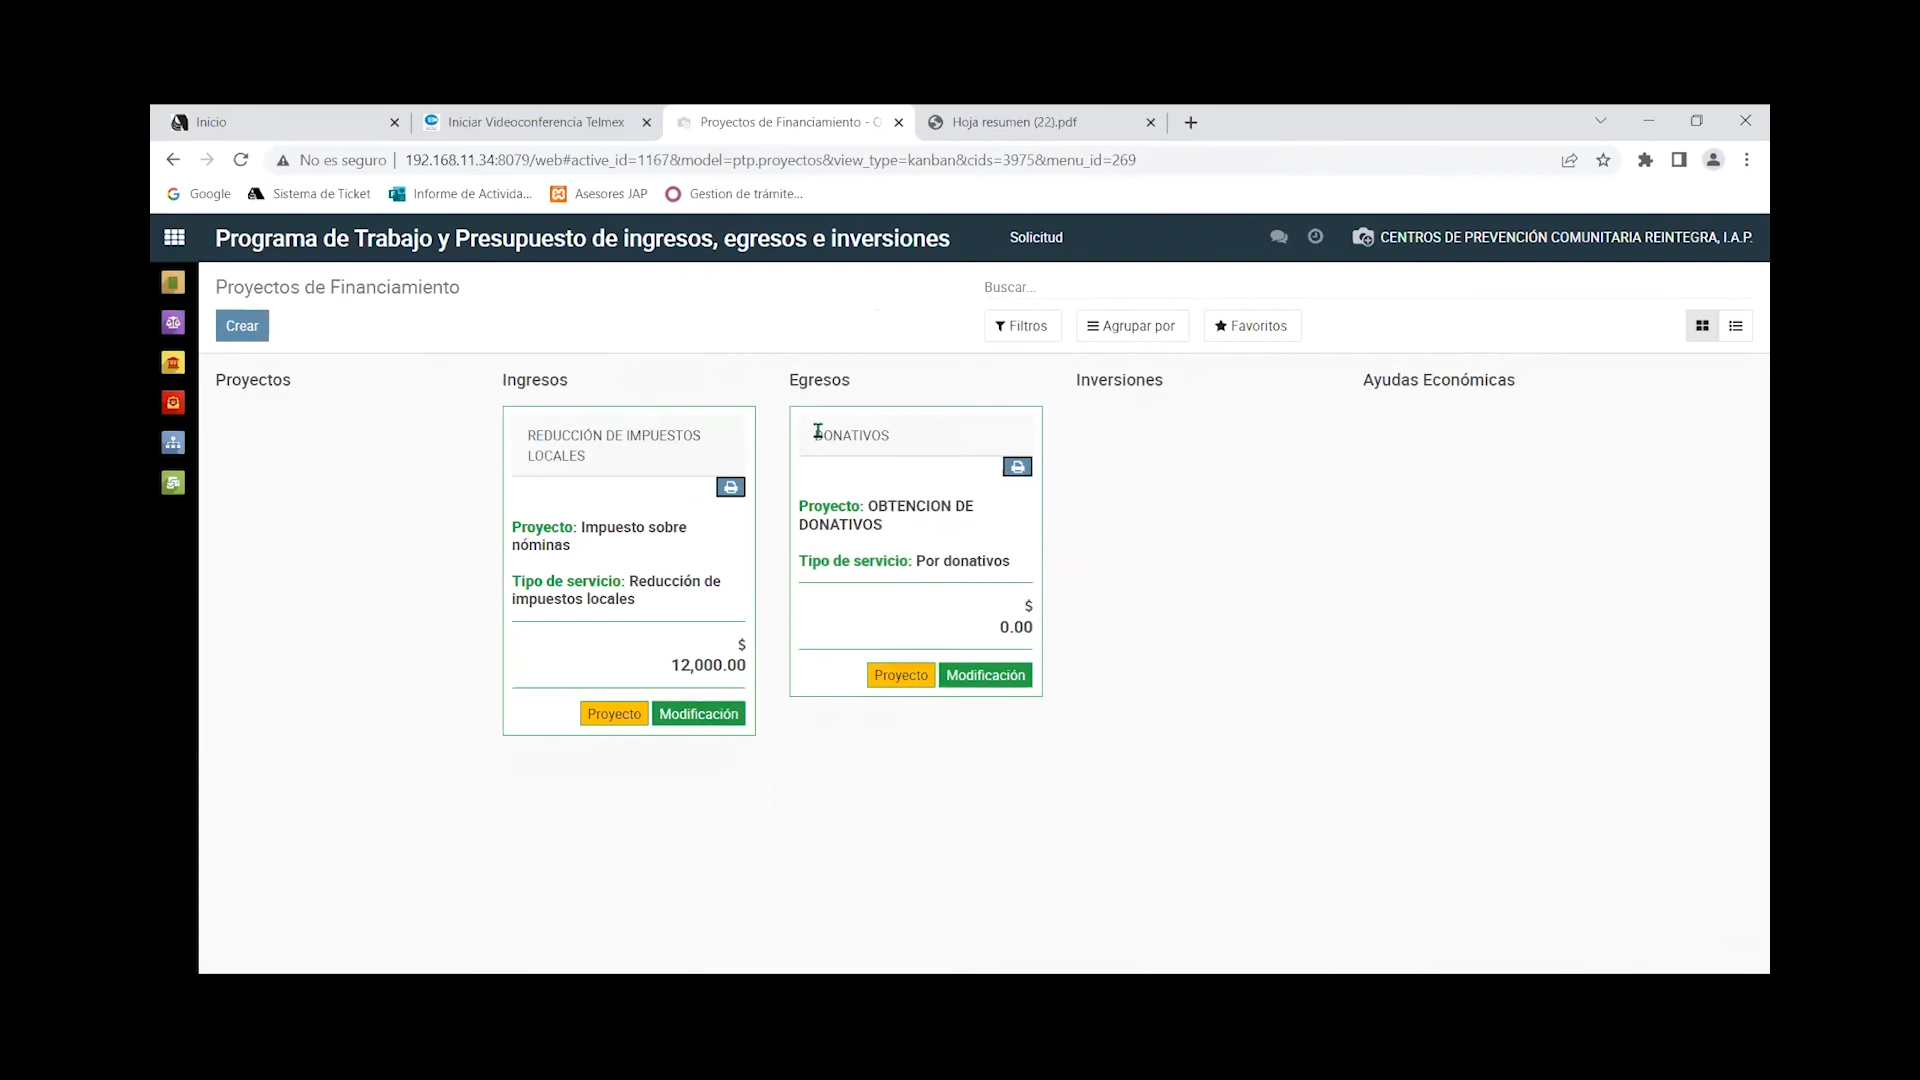 Inicio
Iniciar Videoconferencia Telmex
Proyectos de Financiamiento - O
Hoja resumen (22).pdf
No es seguro
192.168.11.34:8079/web#active_id=1167&model=ptp.proyectos&view_type=kanban&cids=3975&menu_id=269
Google
Sistema de Ticket
Informe de Activida...
Asesores JAP
Gestion de trámite...
Programa de Trabajo y Presupuesto de ingresos, egresos e inversiones
Solicitud
CENTROS DE PREVENCIÓN COMUNITARIA REINTEGRA, I.A.P.
Proyectos de Financiamiento
Buscar...
Crear
Filtros
Agrupar por
Favoritos
Proyectos
Ingresos
Egresos
Inversiones
Ayudas Económicas
REDUCCIÓN DE IMPUESTOS
LOCALES
Proyecto: Impuesto sobre
nóminas
Tipo de servicio: Reducción de
impuestos locales
$
12,000.00
Proyecto
Modificación
DONATIVOS
Proyecto: OBTENCION DE
DONATIVOS
Tipo de servicio: Por donativos
$
0.00
Proyecto
Modificación